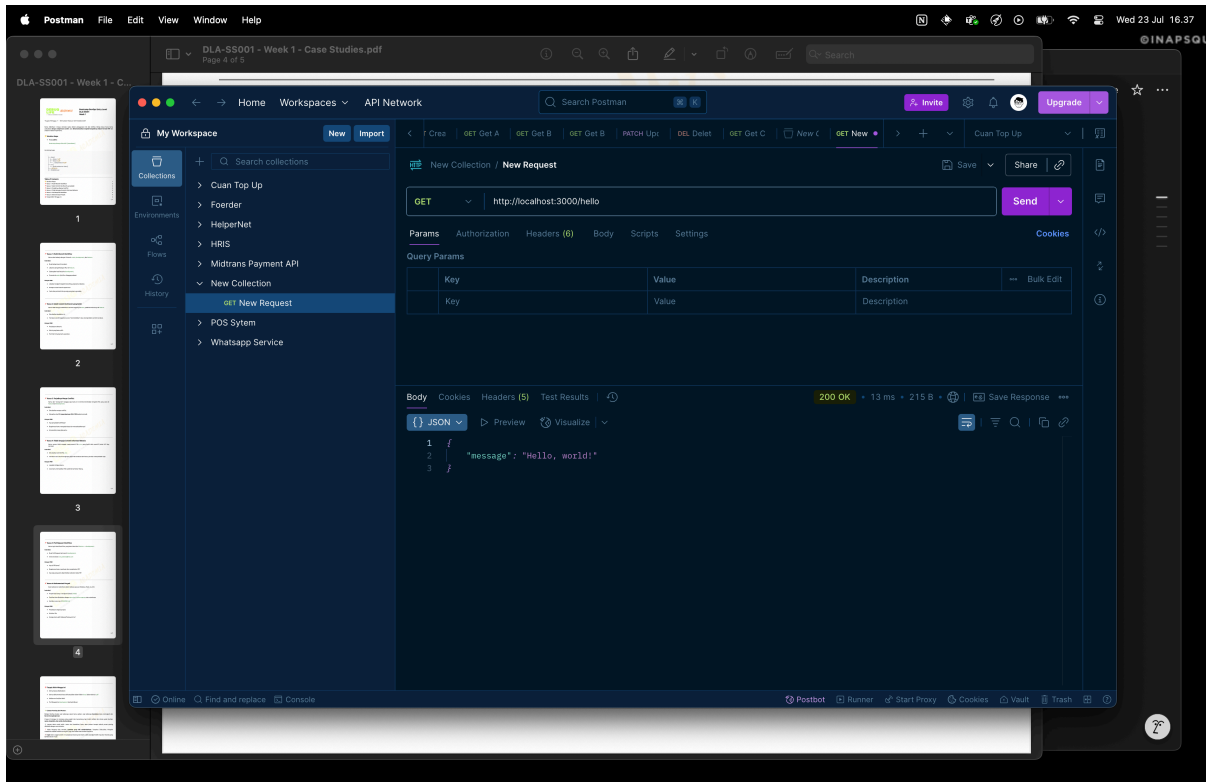 Postman File Edit View Window Help
Wed 23 Jul 16.37
©INAPSQU
DLA-SS001 - Week 1 - Case Studies.pdf
Page 4 of 5
Search
DLA-SS001 - Week 1 - C...
1
2
3
4
Home Workspaces API Network
Search Postman ⌘ K
Invite
Upgrade
My Workspace New Import
Crea GET Get A GET Get B GET Get B PATCH Up DEL Delet GET Get C New C GET New
Cuan Top Up
Collections
Environments
Flows
History
Search collections
Cuan Top Up
Foerder
HelperNet
HRIS
Midtrans Payment API
New Collection
GET New Request
Sytem
Whatsapp Service
New Collection New Request
Save Share
GET http://localhost:3000/hello Send
Params Authorization Headers (6) Body Scripts Settings Cookies
Query Params
Key Value Description ••• Bulk Edit
Key Value Description
Body Cookies Headers (5) Test Results
200 OK • 13 ms • 215 B • Save Response •••
{} JSON Preview Visualize
1 {
2 "message": "Hello, world!"
3 }
Online Find and replace Console
Postbot Runner Start Proxy Cookies Vault Trash